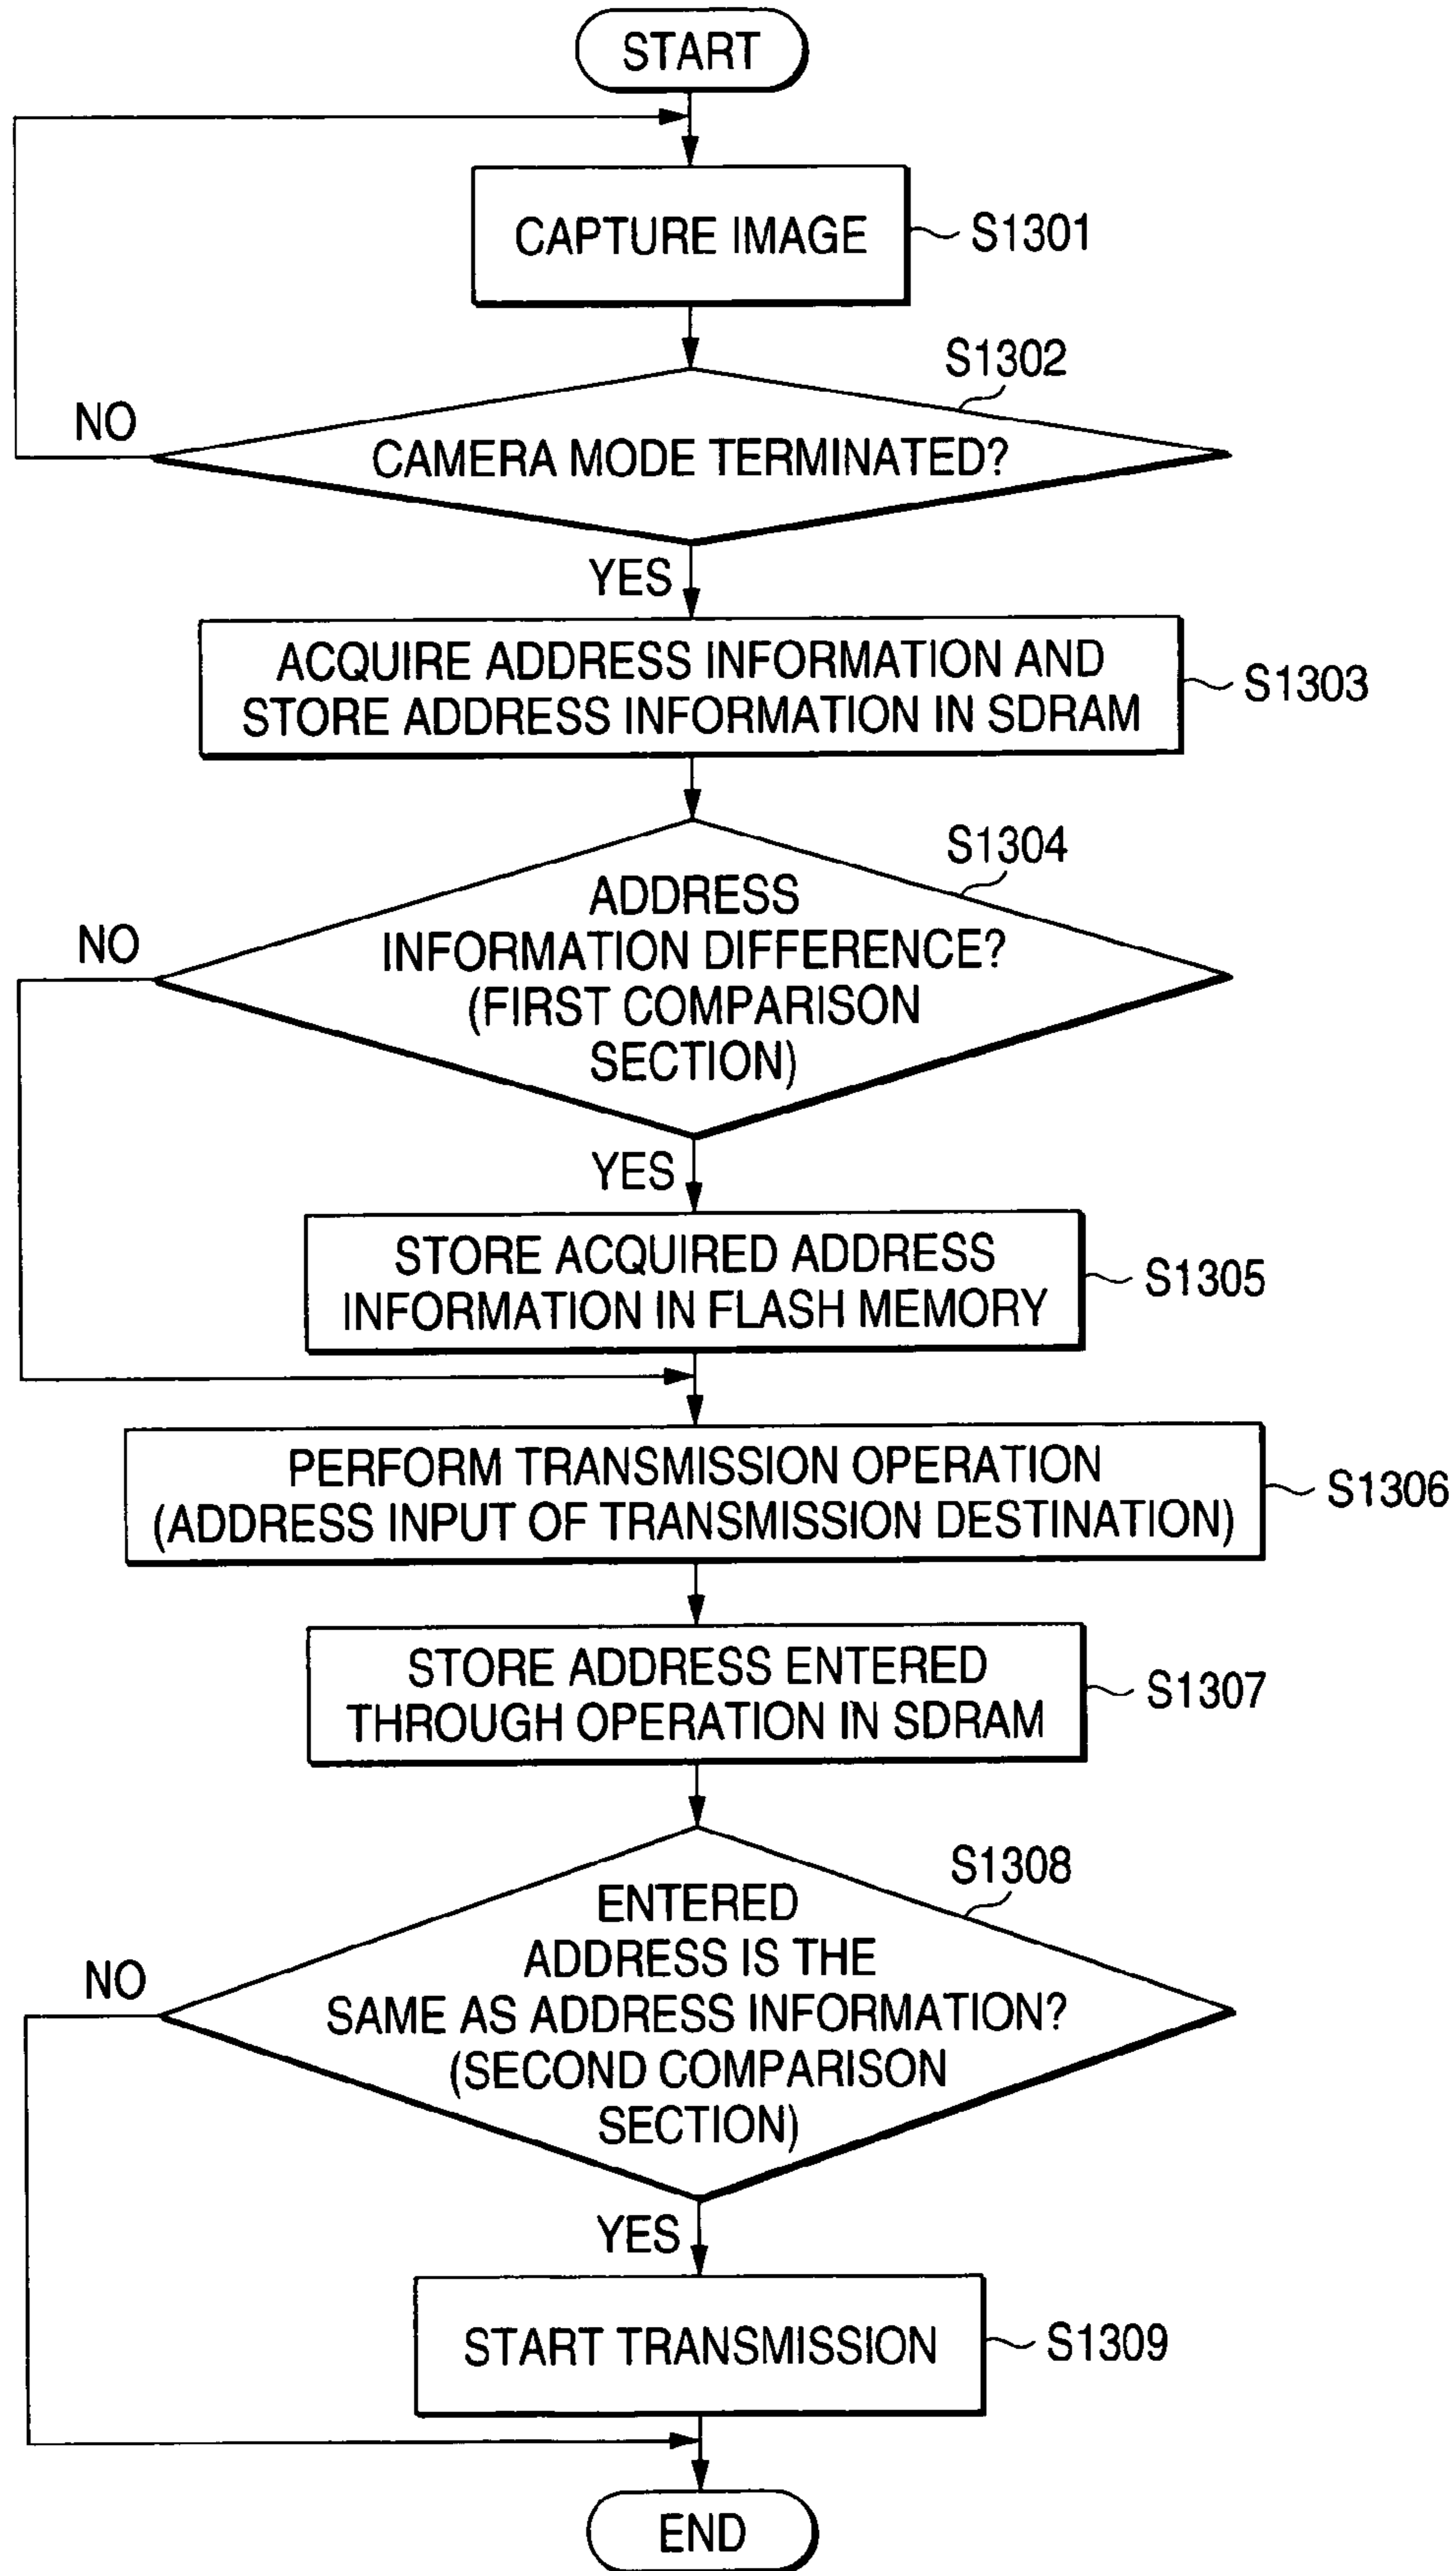 START
CAPTURE IMAGE
S1301
S1302
NO
CAMERA MODE TERMINATED?
YES
ACQUIRE ADDRESS INFORMATION AND
STORE ADDRESS INFORMATION IN SDRAM
S1303
S1304
NO
ADDRESS
INFORMATION DIFFERENCE?
(FIRST COMPARISON
SECTION)
YES
STORE ACQUIRED ADDRESS
INFORMATION IN FLASH MEMORY
S1305
PERFORM TRANSMISSION OPERATION
(ADDRESS INPUT OF TRANSMISSION DESTINATION)
S1306
STORE ADDRESS ENTERED
THROUGH OPERATION IN SDRAM
S1307
S1308
NO
ENTERED
ADDRESS IS THE
SAME AS ADDRESS INFORMATION?
(SECOND COMPARISON
SECTION)
YES
START TRANSMISSION
S1309
END